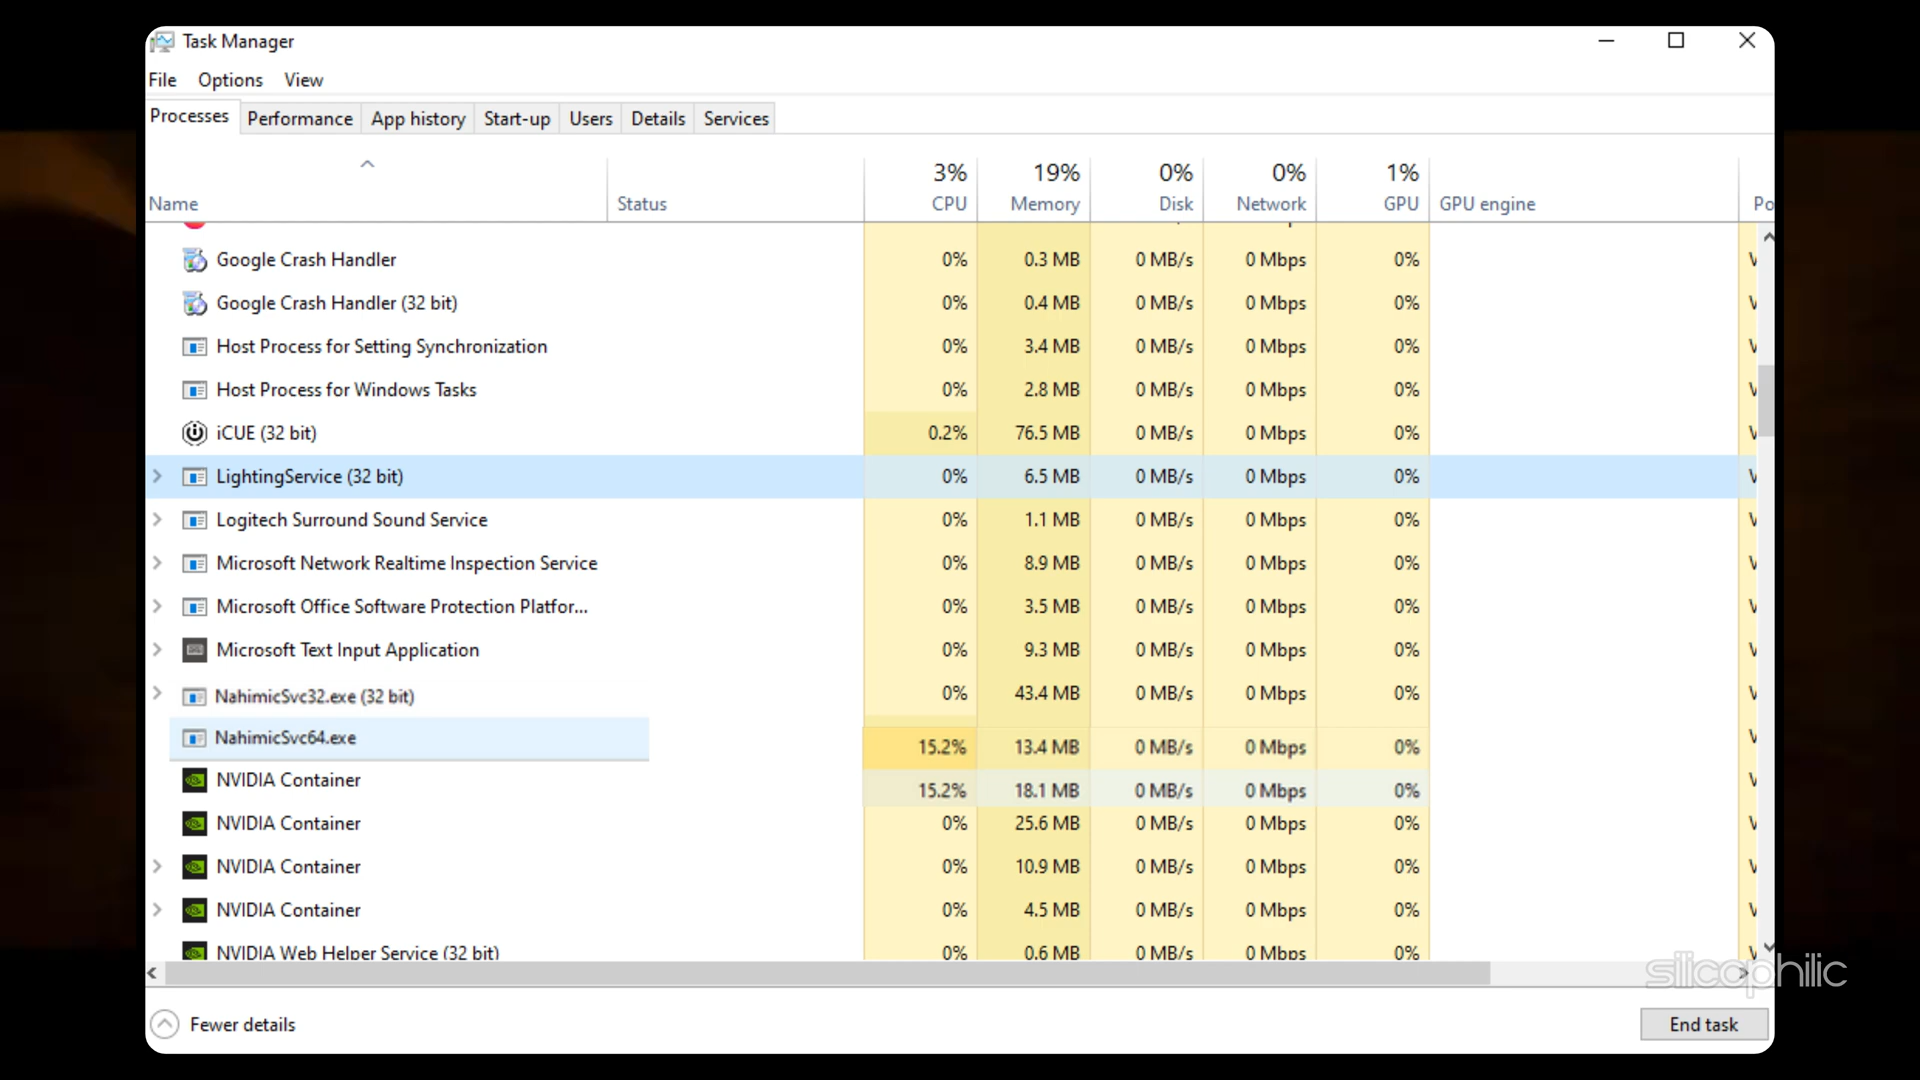 Task Manager
File Options View
Processes Performance App history Start-up Users Details Services
3% 19% 0% 0% 1%
Name Status CPU Memory Disk Network GPU GPU engine Po
Google Crash Handler 0% 0.3 MB 0 MB/s 0 Mbps 0% V
Google Crash Handler (32 bit) 0% 0.4 MB 0 MB/s 0 Mbps 0% V
Host Process for Setting Synchronization 0% 3.4 MB 0 MB/s 0 Mbps 0% V
Host Process for Windows Tasks 0% 2.8 MB 0 MB/s 0 Mbps 0% V
iCUE (32 bit) 0.2% 76.5 MB 0 MB/s 0 Mbps 0% V
LightingService (32 bit) 0% 6.5 MB 0 MB/s 0 Mbps 0% V
Logitech Surround Sound Service 0% 1.1 MB 0 MB/s 0 Mbps 0% V
Microsoft Network Realtime Inspection Service 0% 8.9 MB 0 MB/s 0 Mbps 0% V
Microsoft Office Software Protection Platfor... 0% 3.5 MB 0 MB/s 0 Mbps 0% V
Microsoft Text Input Application 0% 9.3 MB 0 MB/s 0 Mbps 0% V
NahimicSvc32.exe (32 bit) 0% 43.4 MB 0 MB/s 0 Mbps 0% V
NahimicSvc64.exe 15.2% 13.4 MB 0 MB/s 0 Mbps 0% V
NVIDIA Container 15.2% 18.1 MB 0 MB/s 0 Mbps 0% V
NVIDIA Container 0% 25.6 MB 0 MB/s 0 Mbps 0% V
NVIDIA Container 0% 10.9 MB 0 MB/s 0 Mbps 0% V
NVIDIA Container 0% 4.5 MB 0 MB/s 0 Mbps 0% V
NVIDIA Web Helper Service (32 bit) 0% 0.6 MB 0 MB/s 0 Mbps 0% V
silicophilic
Fewer details End task